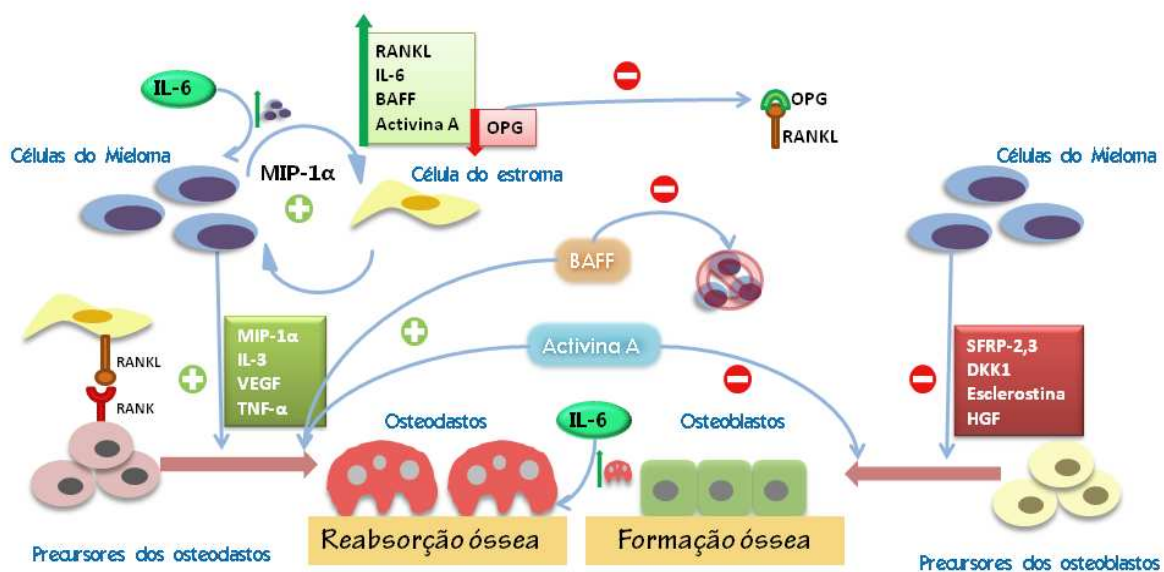 RANKL
IL-6
BAFF
Activina A
OPG
OPG
RANKL
IL-6
Células do Mieloma
MIP-1α
Célula do estroma
Células do Mieloma
BAFF
RANKL
RANK
MIP-1α
IL-3
VEGF
TNF-α
Activina A
SFRP-2,3
DKK1
Esclerostina
HGF
Osteoclastos
IL-6
Osteoblastos
Reabsorção óssea
Formação óssea
Precursores dos osteoclastos
Precursores dos osteoblastos